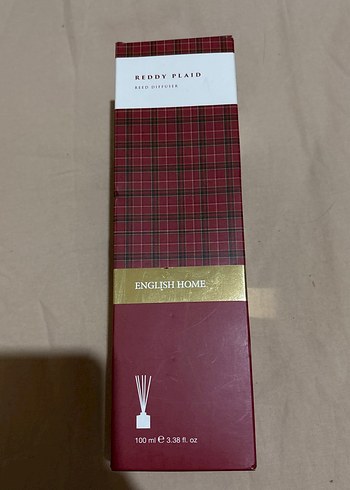 REDDY PLAID
REED DIFFUSER
ENGLISH HOME
100 ml ℮ 3.38 fl. oz